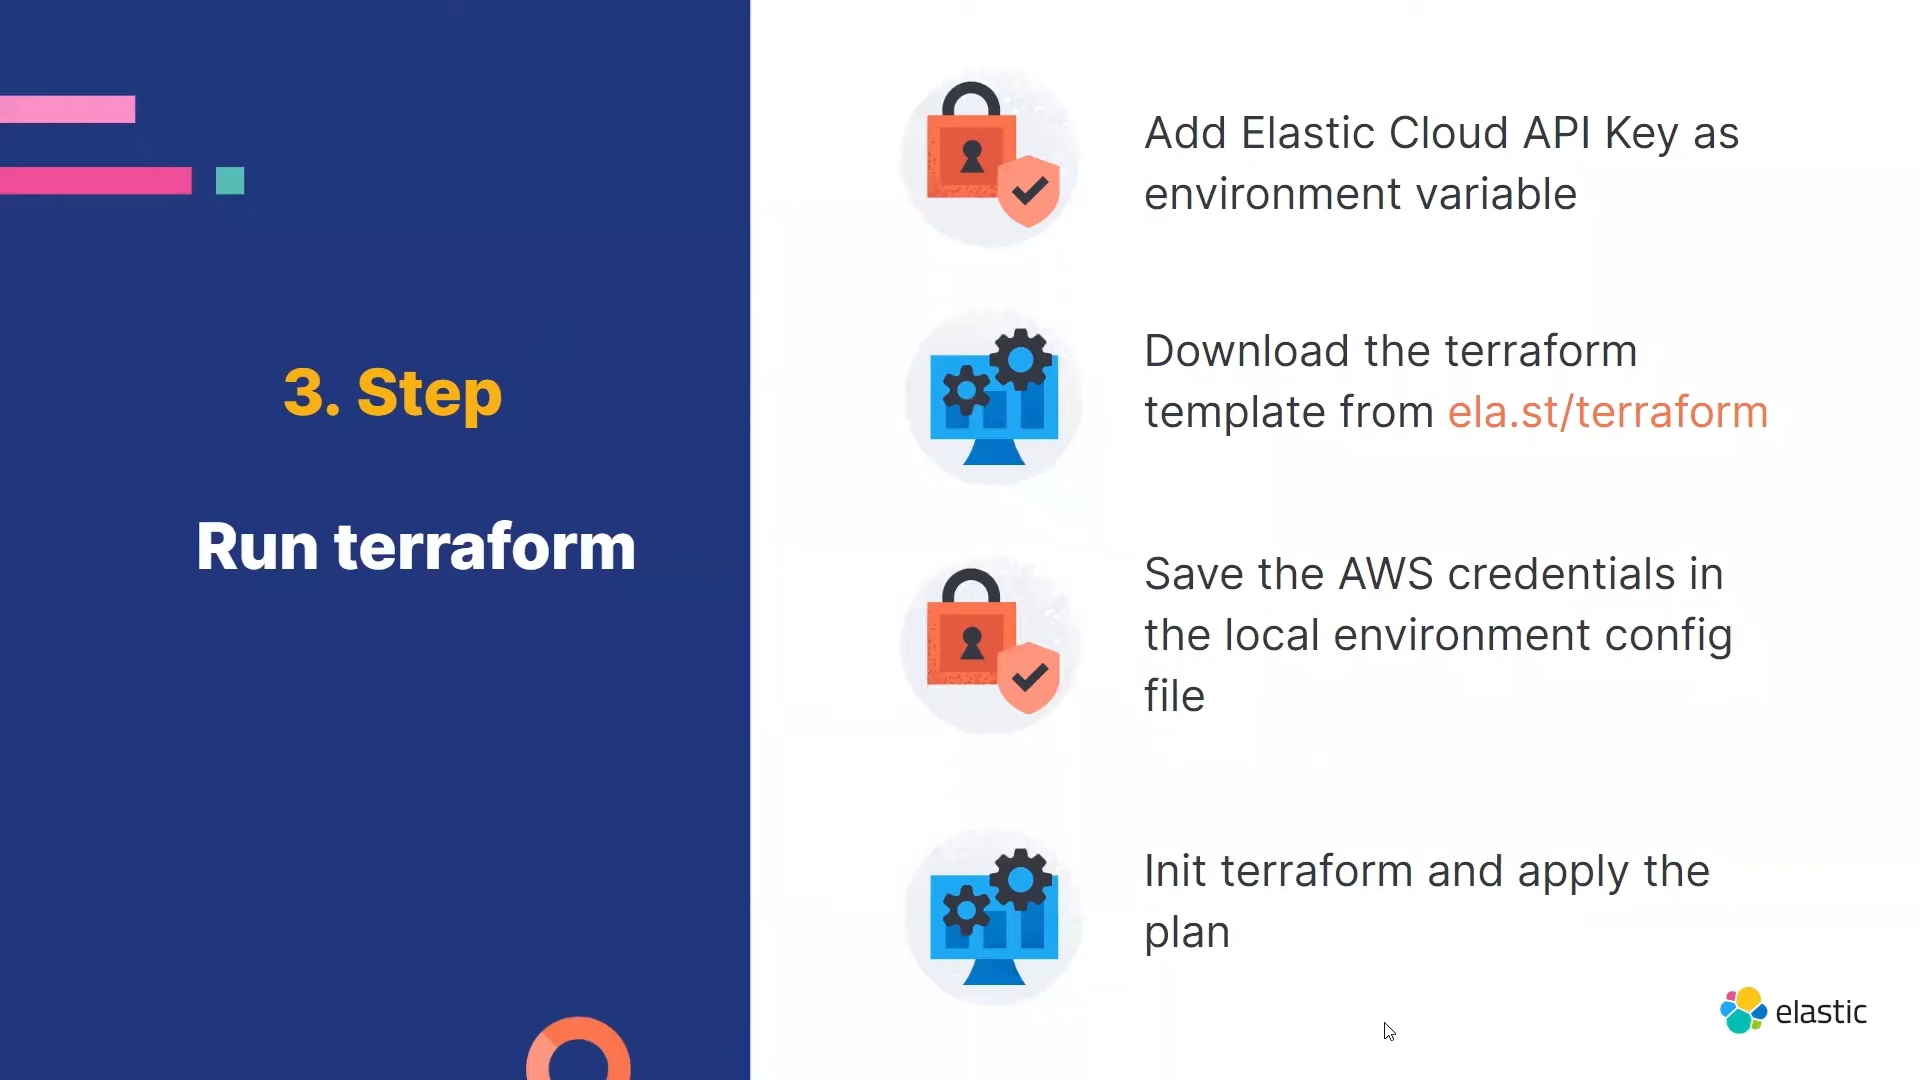 3. Step
Run terraform
Add Elastic Cloud API Key as
environment variable
Download the terraform
template from ela.st/terraform
Save the AWS credentials in
the local environment config
file
Init terraform and apply the
plan
elastic